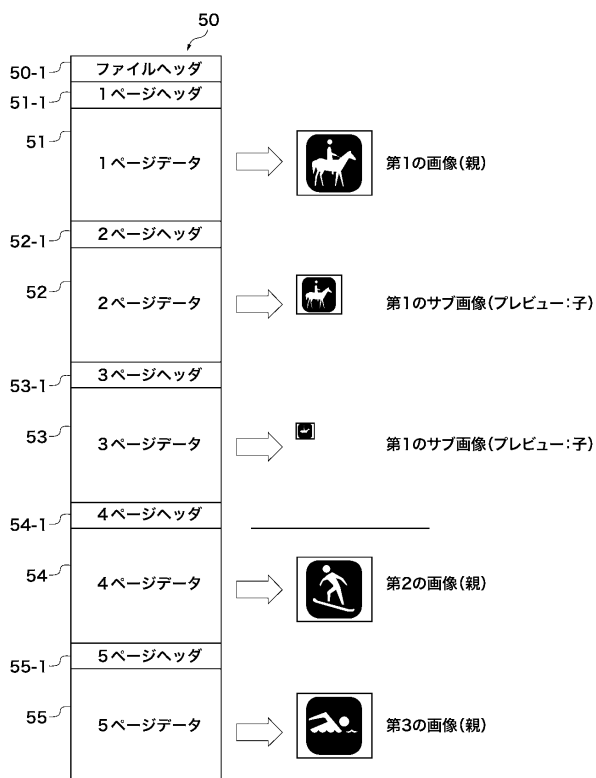 50
50-1
ファイルヘッダ
51-1
1ページヘッダ
51
1ページデータ
第1の画像(親)
52-1
2ページヘッダ
52
2ページデータ
第1のサブ画像(プレビュー:子)
53-1
3ページヘッダ
53
3ページデータ
第1のサブ画像(プレビュー:子)
54-1
4ページヘッダ
54
4ページデータ
第2の画像(親)
55-1
5ページヘッダ
55
5ページデータ
第3の画像(親)